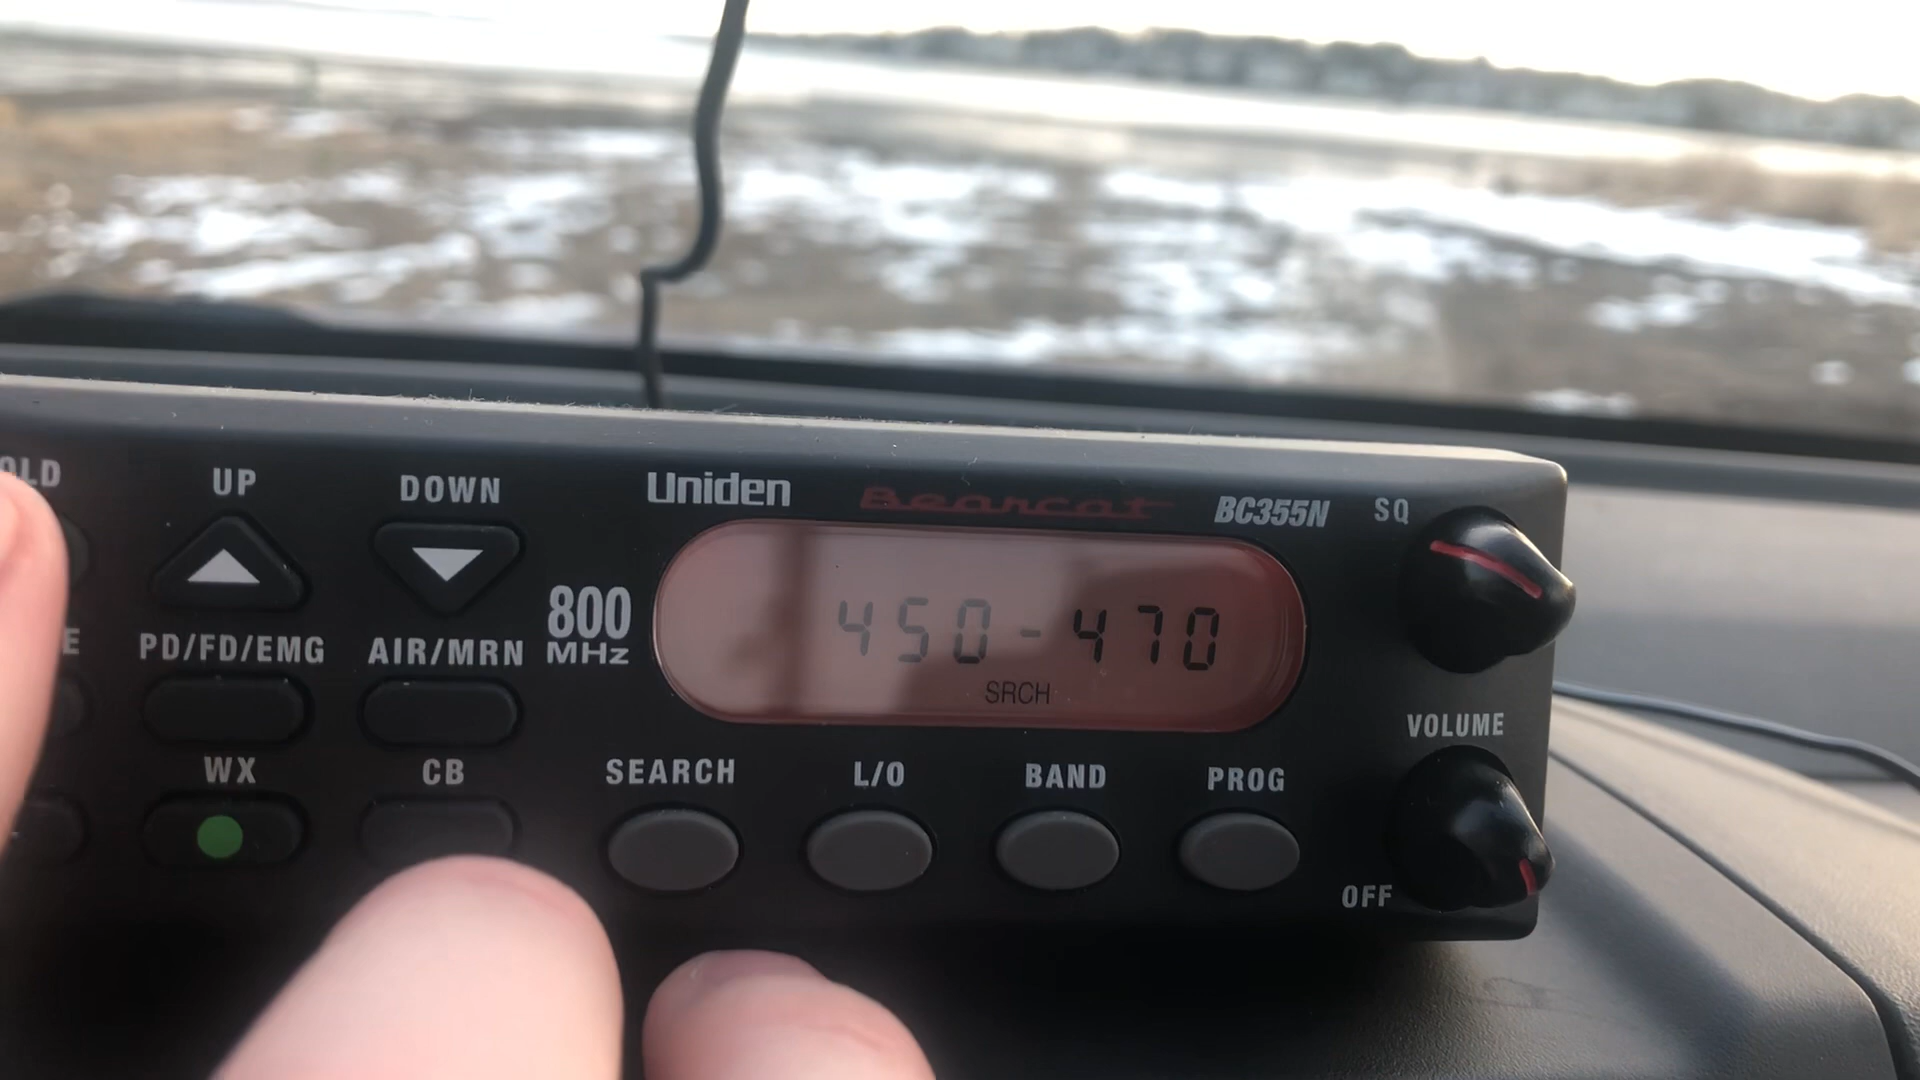 OLD UP DOWN Uniden Bearcat BC355N SQ
800 MHz
450-470
SRCH
E PD/FD/EMG AIR/MRN
VOLUME
WX CB SEARCH L/O BAND PROG
OFF